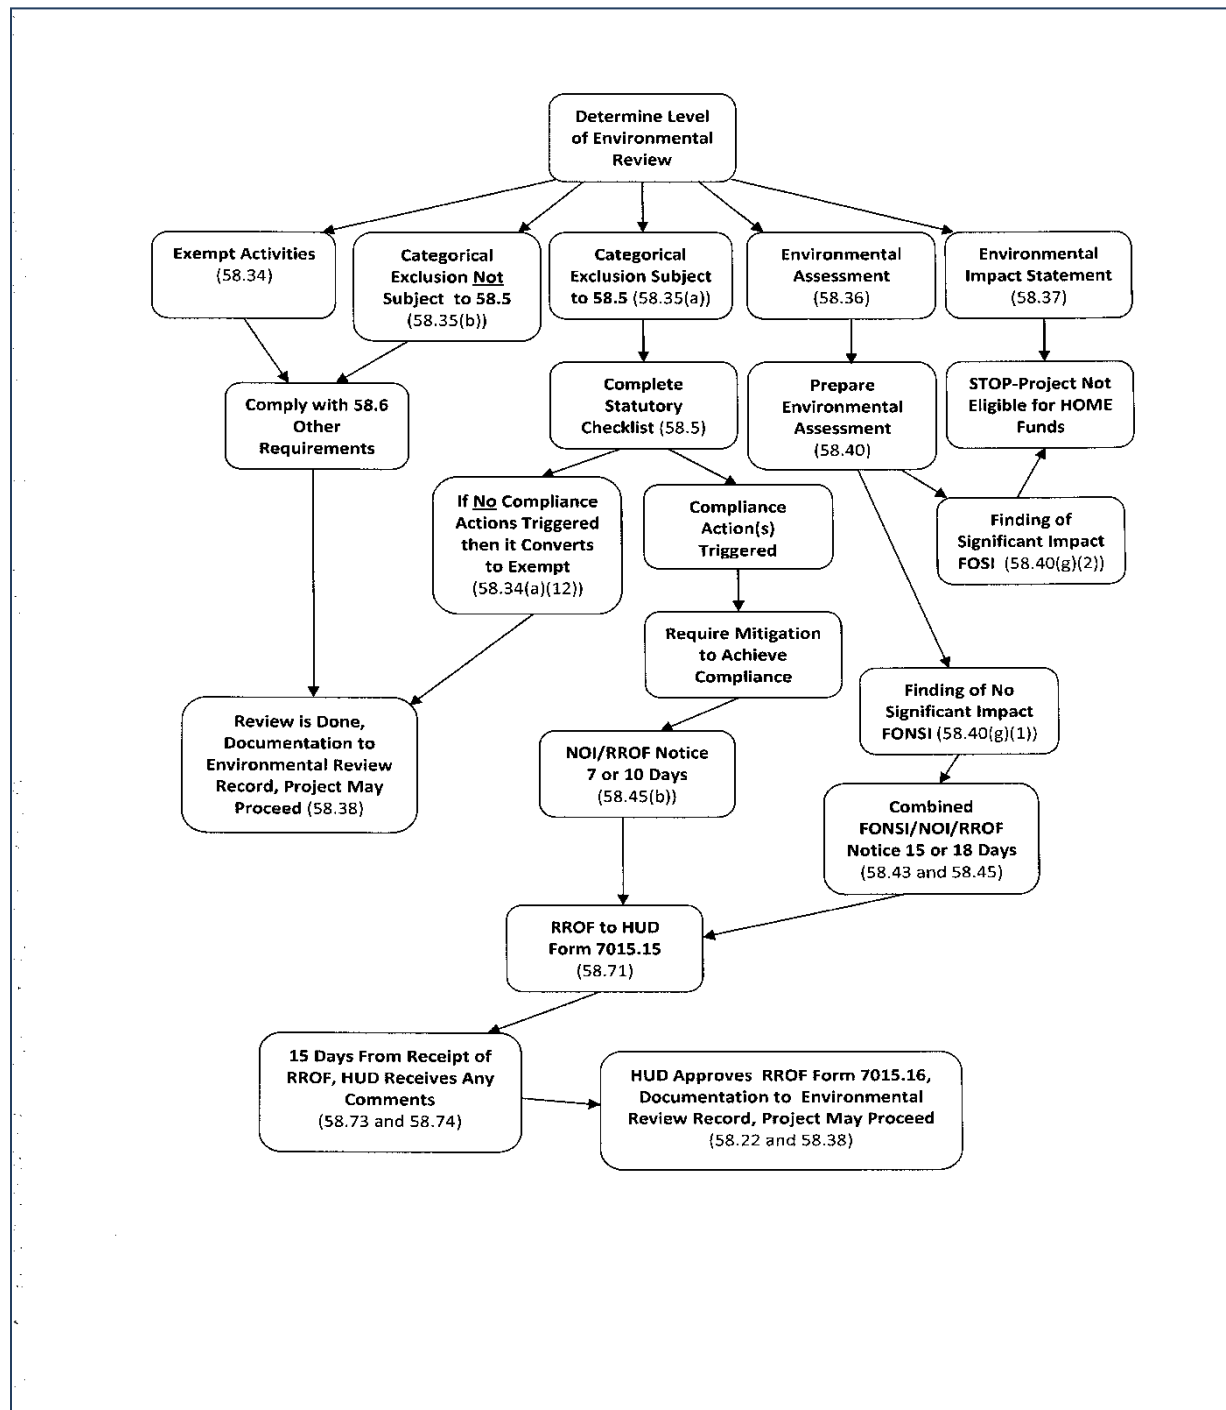 Determine Level
of Environmental
Review
Exempt Activities
(58.34)
Categorical
Exclusion Not
Subject to 58.5
(58.35(b))
Categorical
Exclusion Subject
to 58.5 (58.35(a))
Environmental
Assessment
(58.36)
Environmental
Impact Statement
(58.37)
Comply with 58.6
Other
Requirements
Complete
Statutory
Checklist (58.5)
Prepare
Environmental
Assessment
(58.40)
STOP-Project Not
Eligible for HOME
Funds
If No Compliance
Actions Triggered
then it Converts
to Exempt
(58.34(a)(12))
Compliance
Action(s)
Triggered
Finding of
Significant Impact
FOSI (58.40(g)(2))
Require Mitigation
to Achieve
Compliance
Finding of No
Significant Impact
FONSI (58.40(g)(1))
Review is Done,
Documentation to
Environmental Review
Record, Project May
Proceed (58.38)
NOI/RROF Notice
7 or 10 Days
(58.45(b))
Combined
FONSI/NOI/RROF
Notice 15 or 18 Days
(58.43 and 58.45)
RROF to HUD
Form 7015.15
(58.71)
15 Days From Receipt of
RROF, HUD Receives Any
Comments
(58.73 and 58.74)
HUD Approves RROF Form 7015.16,
Documentation to Environmental
Review Record, Project May Proceed
(58.22 and 58.38)